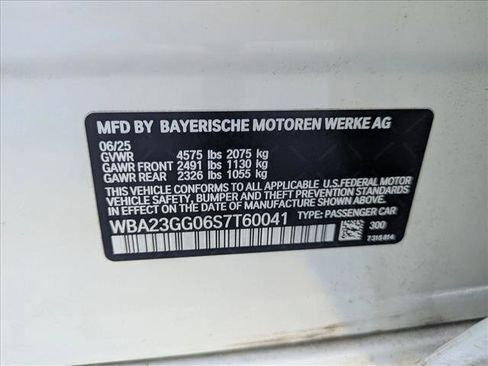 MFD BY BAYERISCHE MOTOREN WERKE AG
06/25
GVWR 4575 lbs 2075 kg
GAWR FRONT 2491 lbs 1130 kg
GAWR REAR 2326 lbs 1055 kg
THIS VEHICLE CONFORMS TO ALL APPLICABLE U.S.FEDERAL MOTOR
VEHICLE SAFETY, BUMPER AND THEFT PREVENTION STANDARDS IN
EFFECT ON THE DATE OF MANUFACTURE SHOWN ABOVE.
WBA23GG06S7T60041 TYPE: PASSENGER CAR
300
7315814